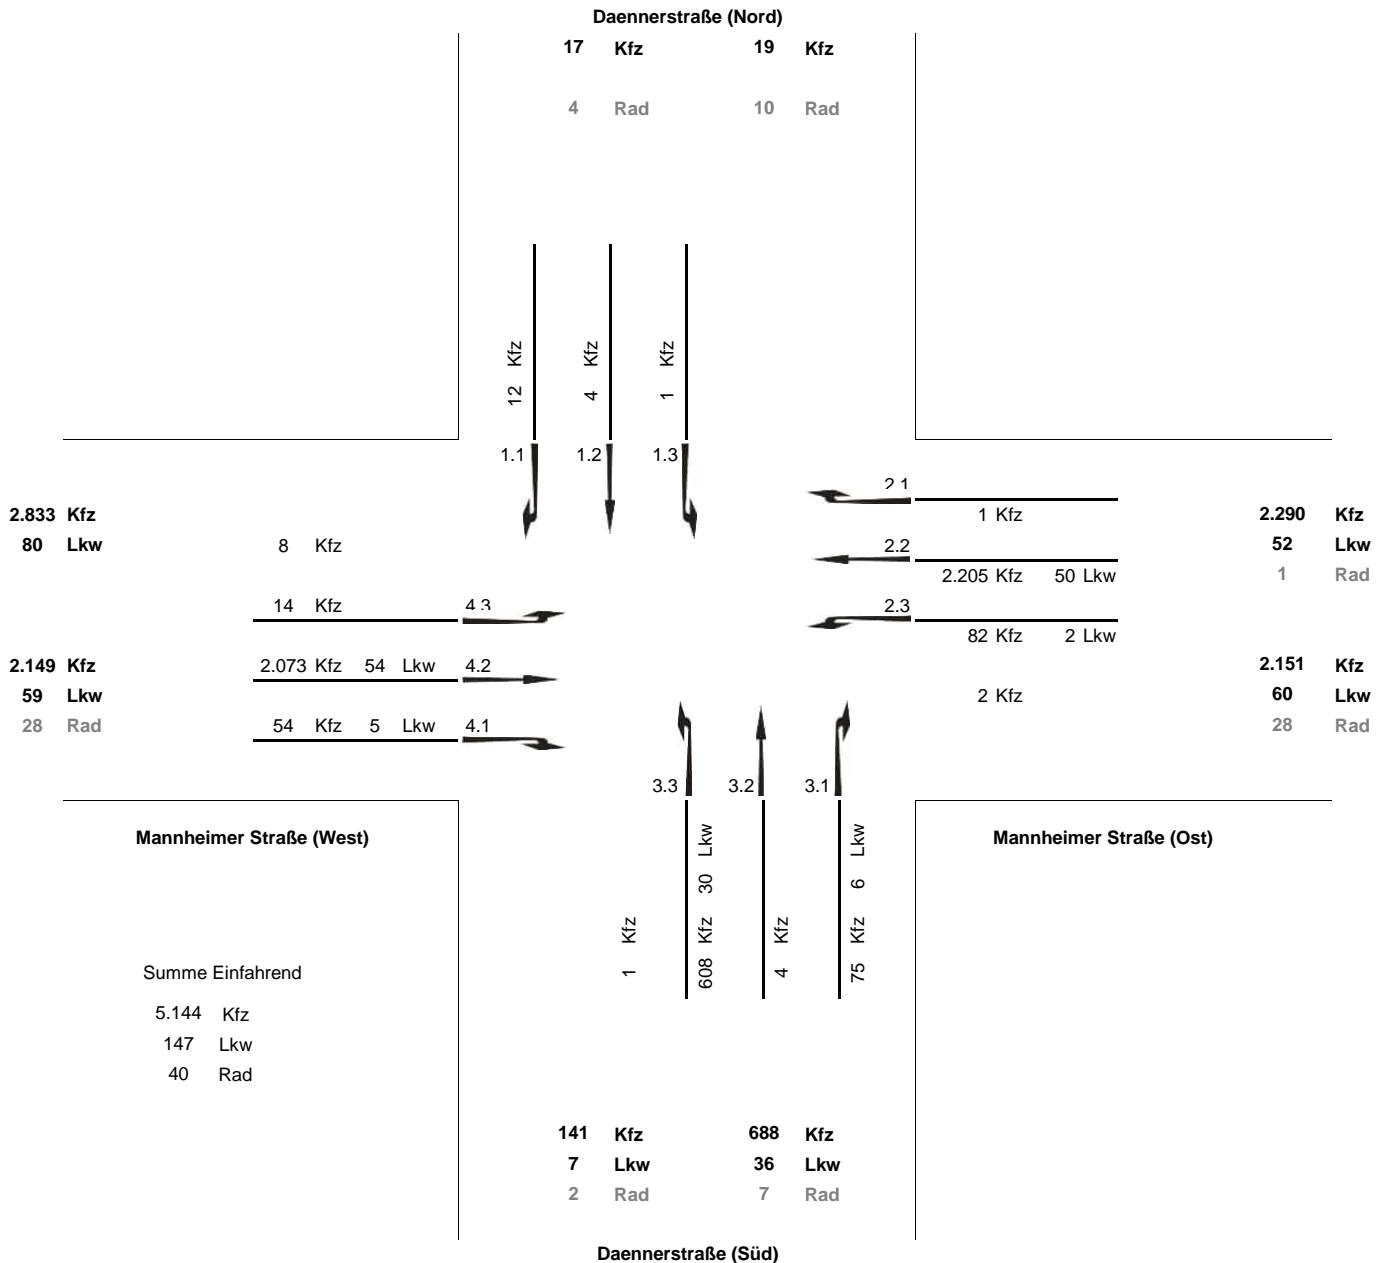 Daennerstraße (Nord)
17 Kfz 19 Kfz
4 Rad 10 Rad
12 Kfz
4 Kfz
1 Kfz
1.1 1.2 1.3
2.1
1 Kfz
2.833 Kfz
80 Lkw
8 Kfz
2.2
2.205 Kfz 50 Lkw
2.290 Kfz
52 Lkw
1 Rad
14 Kfz 4.3
2.3
82 Kfz 2 Lkw
2.149 Kfz
59 Lkw
28 Rad
2.073 Kfz 54 Lkw 4.2
54 Kfz 5 Lkw 4.1
2 Kfz
2.151 Kfz
60 Lkw
28 Rad
3.3 3.2 3.1
Mannheimer Straße (West)
Mannheimer Straße (Ost)
1 Kfz
608 Kfz 30 Lkw
4 Kfz
75 Kfz 6 Lkw
Summe Einfahrend
5.144 Kfz
147 Lkw
40 Rad
141 Kfz 688 Kfz
7 Lkw 36 Lkw
2 Rad 7 Rad
Daennerstraße (Süd)